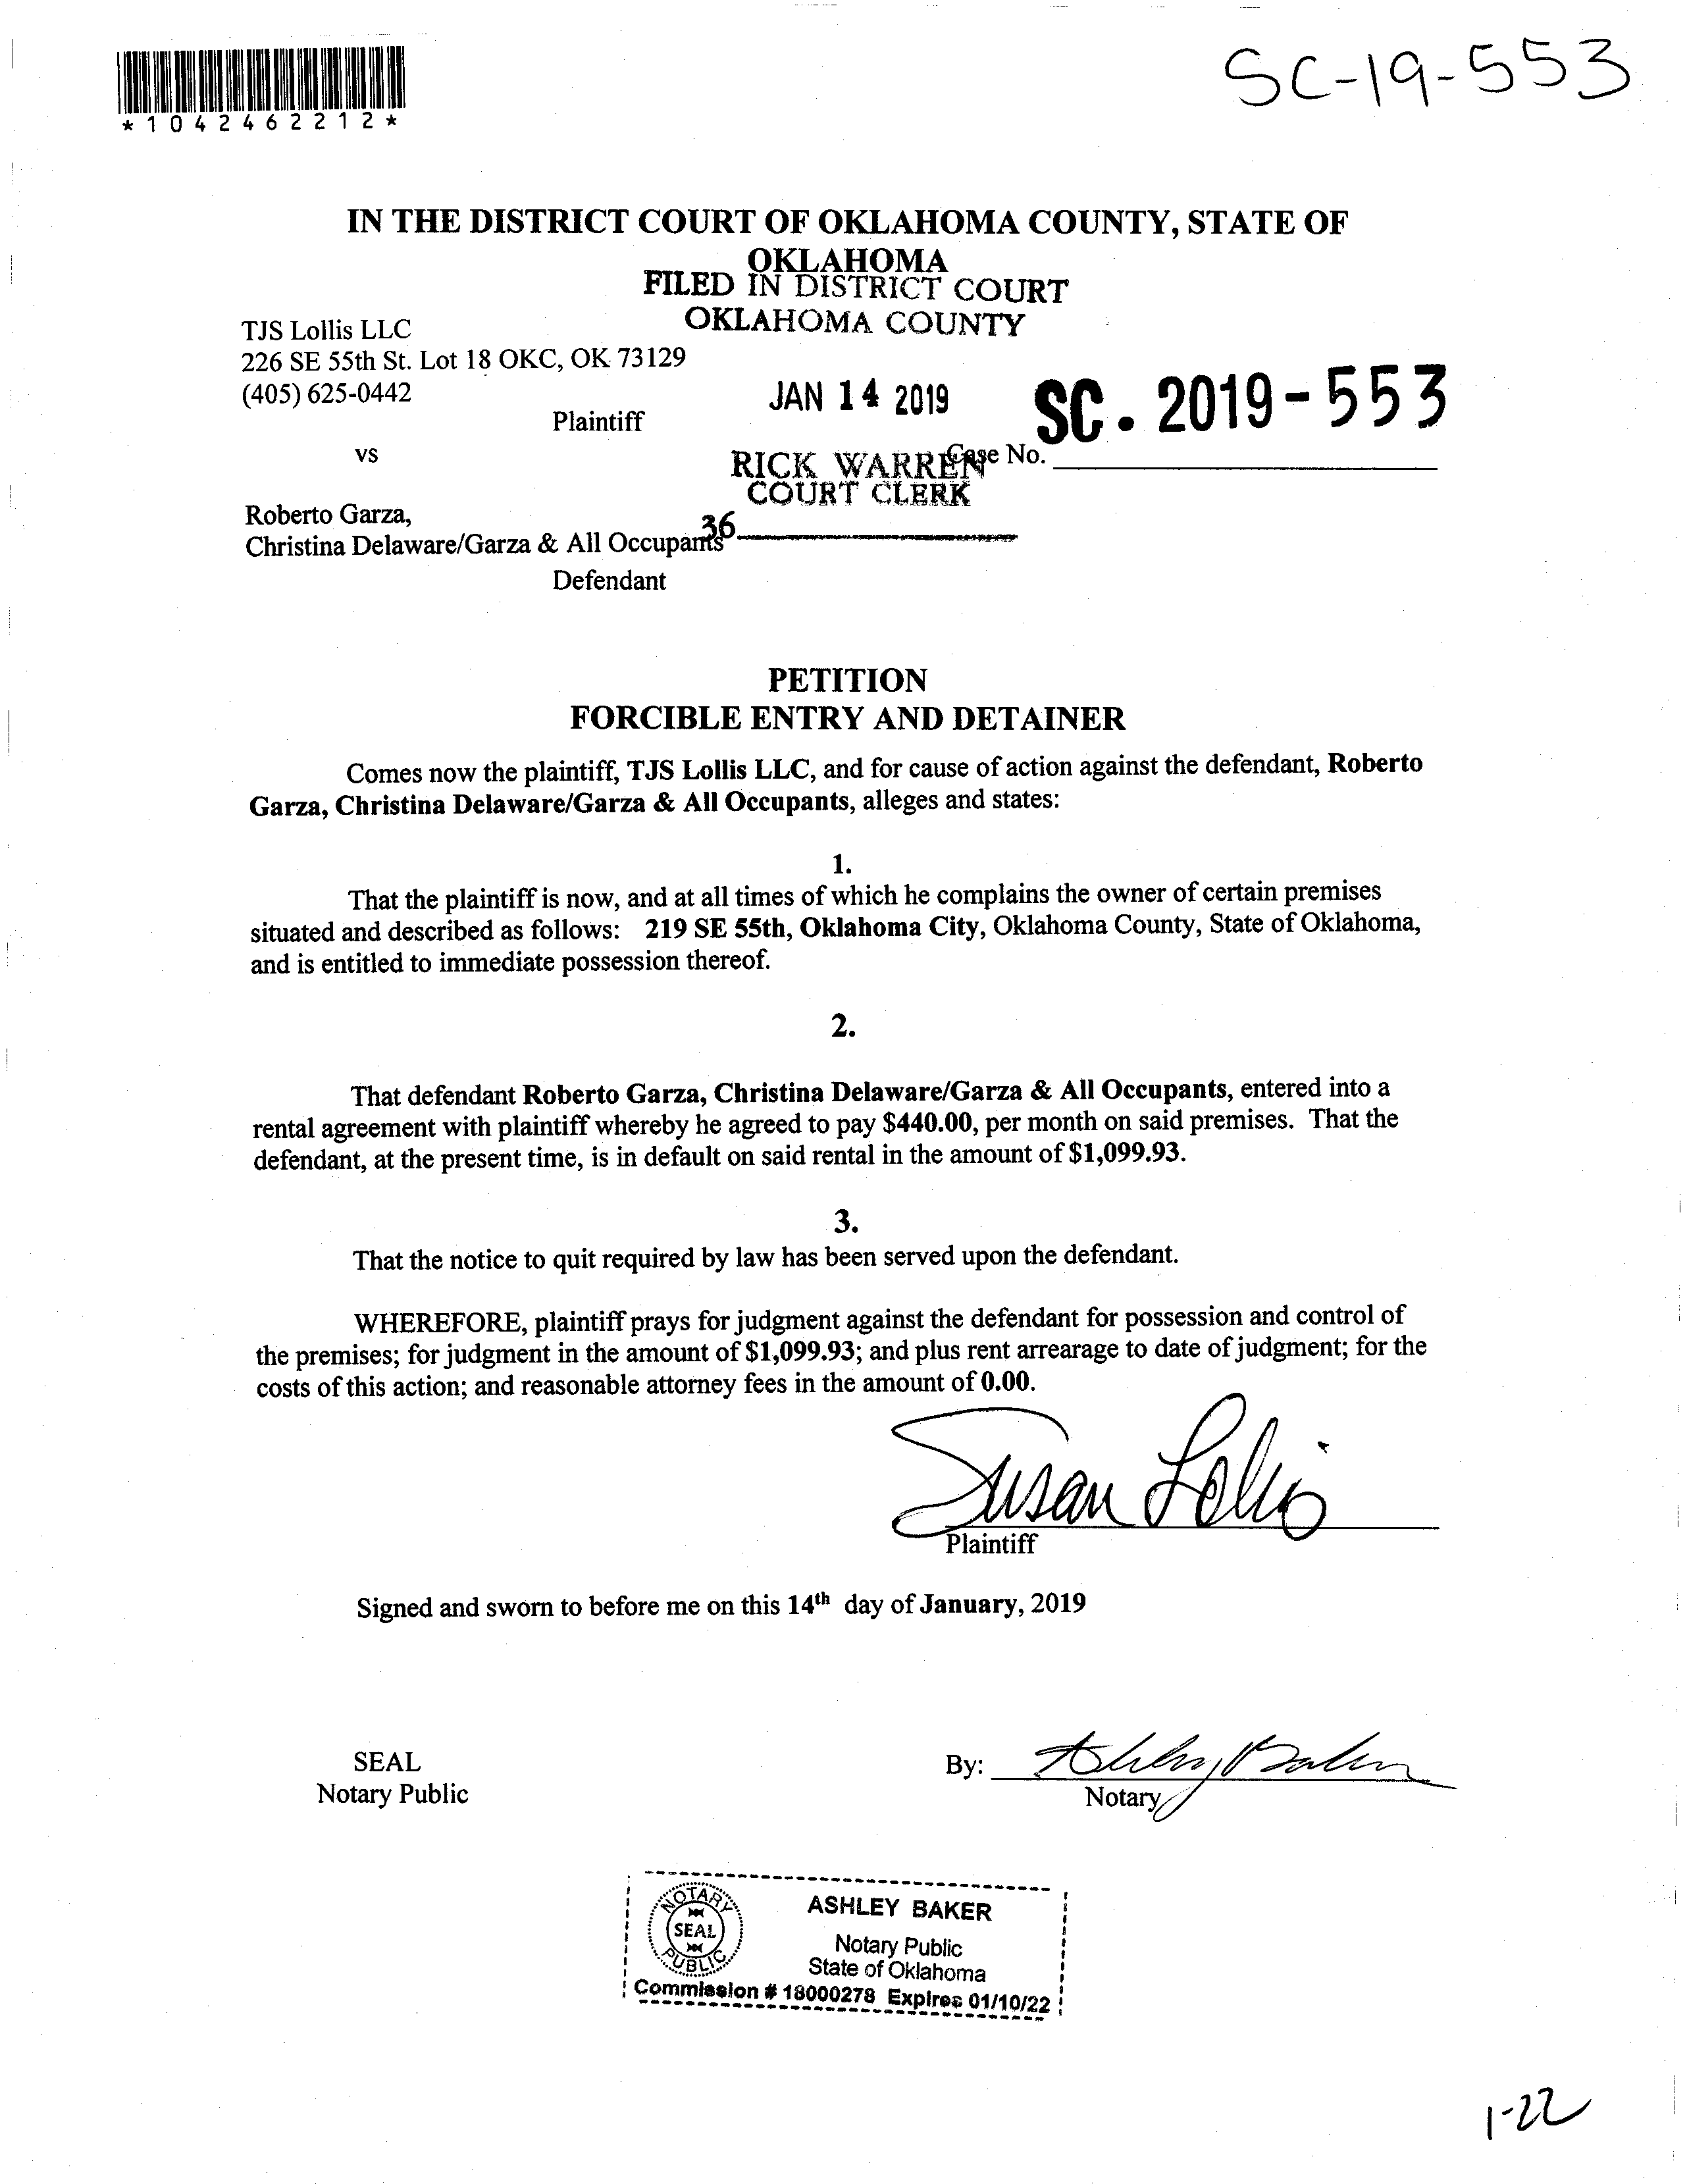 SC-19-553
*1042462212*
IN THE DISTRICT COURT OF OKLAHOMA COUNTY, STATE OF
OKLAHOMA
FILED IN DISTRICT COURT
OKLAHOMA COUNTY
TJS Lollis LLC
226 SE 55th St. Lot 18 OKC, OK 73129
(405) 625-0442
JAN 14 2019
SC. 2019-553
Plaintiff
vs
Case No.
RICK WARREN
COURT CLERK
Roberto Garza,
36
Christina Delaware/Garza & All Occupants
Defendant
PETITION
FORCIBLE ENTRY AND DETAINER
Comes now the plaintiff, TJS Lollis LLC, and for cause of action against the defendant, Roberto
Garza, Christina Delaware/Garza & All Occupants, alleges and states:
1.
That the plaintiff is now, and at all times of which he complains the owner of certain premises
situated and described as follows: 219 SE 55th, Oklahoma City, Oklahoma County, State of Oklahoma,
and is entitled to immediate possession thereof.
2.
That defendant Roberto Garza, Christina Delaware/Garza & All Occupants, entered into a
rental agreement with plaintiff whereby he agreed to pay $440.00, per month on said premises. That the
defendant, at the present time, is in default on said rental in the amount of $1,099.93.
3.
That the notice to quit required by law has been served upon the defendant.
WHEREFORE, plaintiff prays for judgment against the defendant for possession and control of
the premises; for judgment in the amount of $1,099.93; and plus rent arrearage to date of judgment; for the
costs of this action; and reasonable attorney fees in the amount of 0.00.
Susan Lollis
Plaintiff
Signed and sworn to before me on this 14th day of January, 2019
SEAL
Notary Public
By: Ashley Baker
Notary
NOTARY
SEAL
PUBLIC
ASHLEY BAKER
Notary Public
State of Oklahoma
Commission # 18000278 Expires 01/10/22
1-22